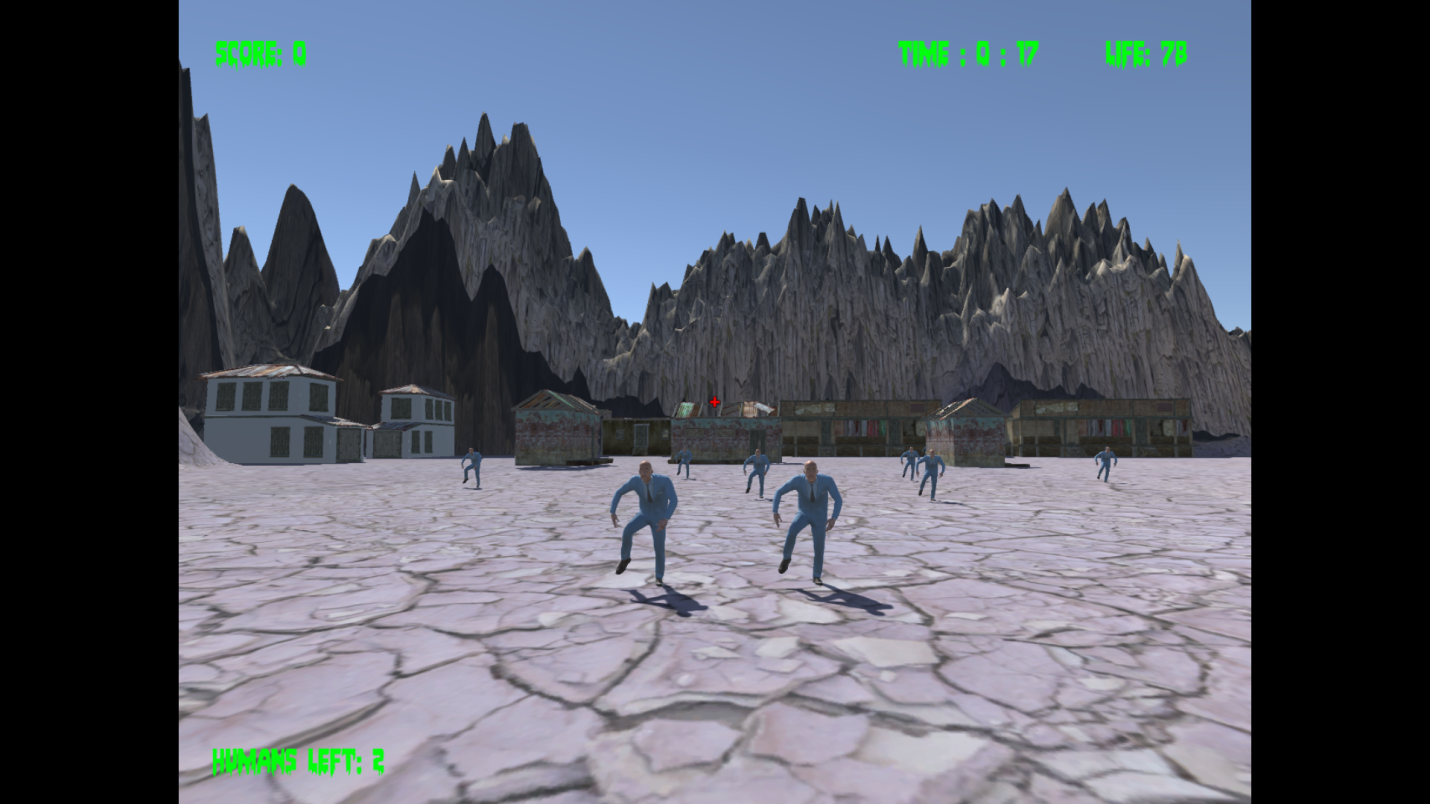 SCORE: 0
TIME : 0 : 17
LIFE: 78
HUMANS LEFT: 2